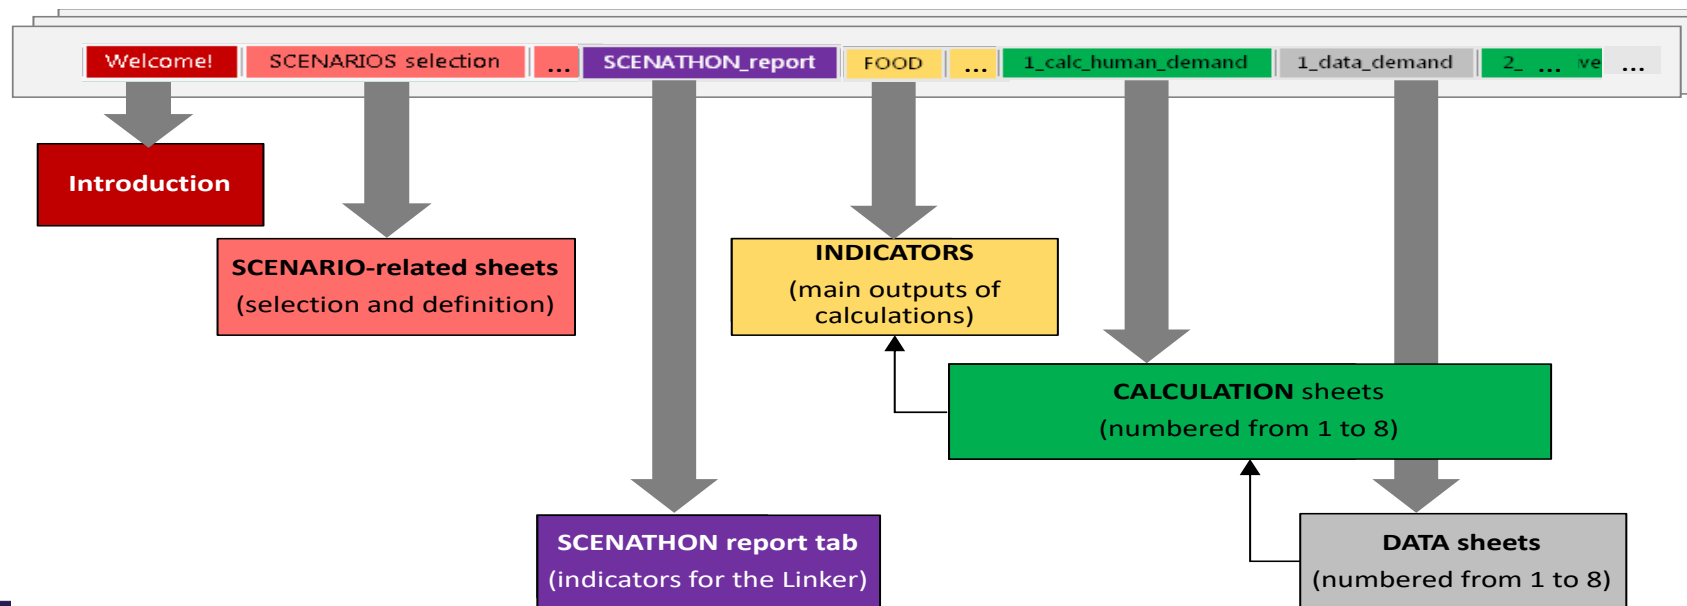 Welcome! SCENARIOS selection ... SCENATHON_report FOOD ... 1_calc_human_demand 1_data_demand 2_ ... ve ...
Introduction
SCENARIO-related sheets
(selection and definition)
INDICATORS
(main outputs of
calculations)
CALCULATION sheets
(numbered from 1 to 8)
SCENATHON report tab
(indicators for the Linker)
DATA sheets
(numbered from 1 to 8)